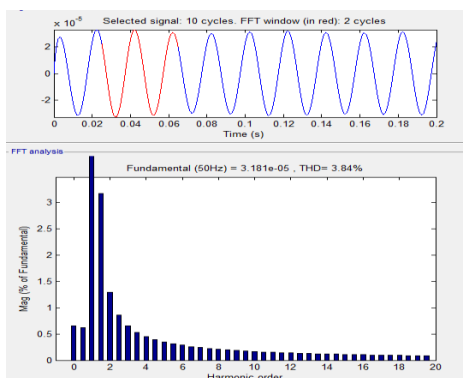 x 10⁻⁵
Selected signal: 10 cycles. FFT window (in red): 2 cycles
2
0
-2
0 0.02 0.04 0.06 0.08 0.1 0.12 0.14 0.16 0.18 0.2
Time (s)
FFT analysis
Fundamental (50Hz) = 3.181e-05 , THD= 3.84%
3
2.5
2
1.5
1
0.5
0
Mag (% of Fundamental)
0 2 4 6 8 10 12 14 16 18 20
Harmonic order